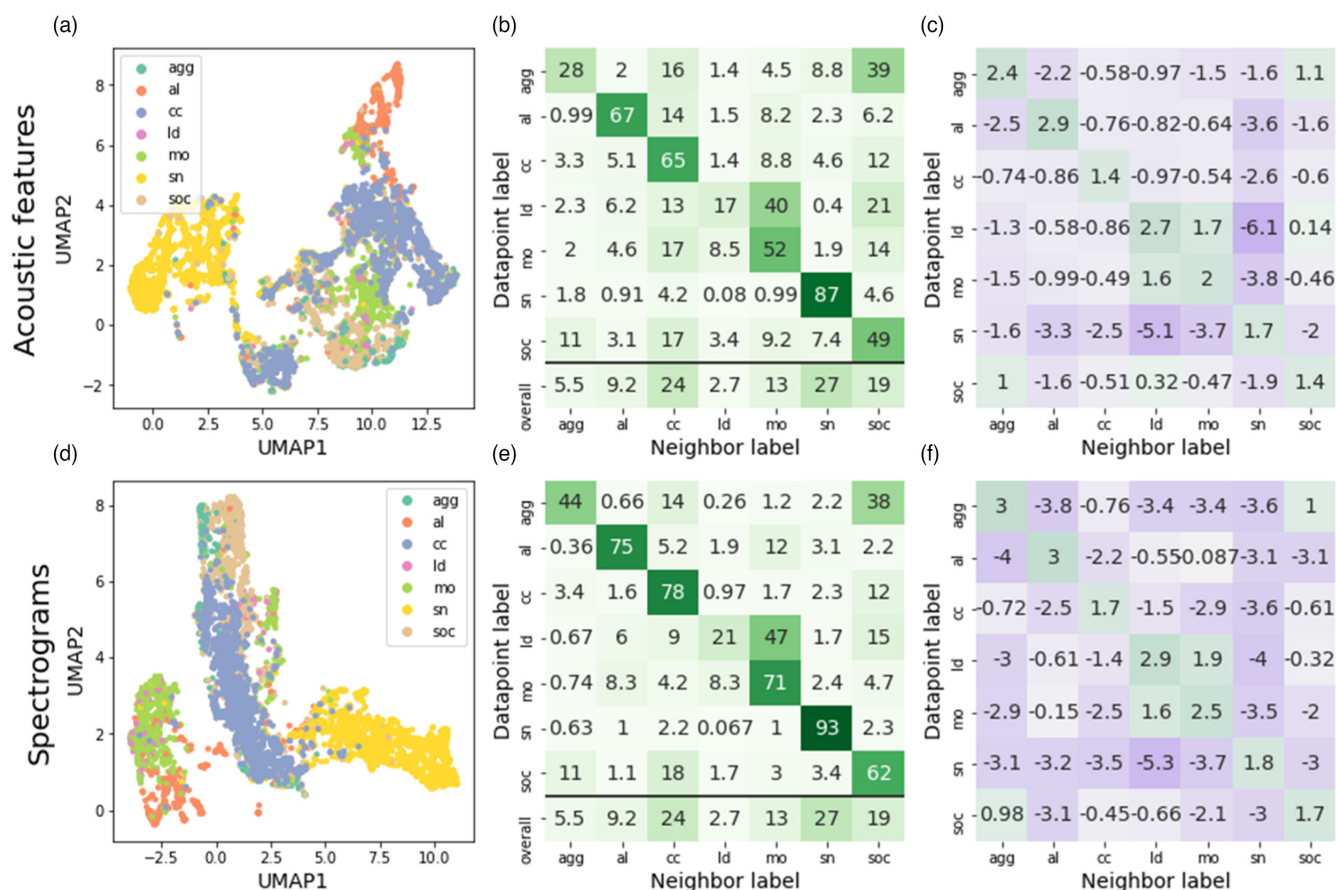 (a)
Acoustic features
UMAP2
8
6
4
2
0
−2
agg
al
cc
ld
mo
sn
soc
0.0 2.5 5.0 7.5 10.0 12.5
UMAP1
(b)
Datapoint label
agg 28 2 16 1.4 4.5 8.8 39
al 0.99 67 14 1.5 8.2 2.3 6.2
cc 3.3 5.1 65 1.4 8.8 4.6 12
ld 2.3 6.2 13 17 40 0.4 21
mo 2 4.6 17 8.5 52 1.9 14
sn 1.8 0.91 4.2 0.08 0.99 87 4.6
soc 11 3.1 17 3.4 9.2 7.4 49
overall 5.5 9.2 24 2.7 13 27 19
agg al cc ld mo sn soc
Neighbor label
(c)
Datapoint label
agg 2.4 -2.2 -0.58 -0.97 -1.5 -1.6 1.1
al -2.5 2.9 -0.76 -0.82 -0.64 -3.6 -1.6
cc -0.74 -0.86 1.4 -0.97 -0.54 -2.6 -0.6
ld -1.3 -0.58 -0.86 2.7 1.7 -6.1 0.14
mo -1.5 -0.99 -0.49 1.6 2 -3.8 -0.46
sn -1.6 -3.3 -2.5 -5.1 -3.7 1.7 -2
soc 1 -1.6 -0.51 0.32 -0.47 -1.9 1.4
agg al cc ld mo sn soc
Neighbor label
(d)
Spectrograms
UMAP2
8
6
4
2
0
agg
al
cc
ld
mo
sn
soc
−2.5 0.0 2.5 5.0 7.5 10.0
UMAP1
(e)
Datapoint label
agg 44 0.66 14 0.26 1.2 2.2 38
al 0.36 75 5.2 1.9 12 3.1 2.2
cc 3.4 1.6 78 0.97 1.7 2.3 12
ld 0.67 6 9 21 47 1.7 15
mo 0.74 8.3 4.2 8.3 71 2.4 4.7
sn 0.63 1 2.2 0.067 1 93 2.3
soc 11 1.1 18 1.7 3 3.4 62
overall 5.5 9.2 24 2.7 13 27 19
agg al cc ld mo sn soc
Neighbor label
(f)
Datapoint label
agg 3 -3.8 -0.76 -3.4 -3.4 -3.6 1
al -4 3 -2.2 -0.55 -0.087 -3.1 -3.1
cc -0.72 -2.5 1.7 -1.5 -2.9 -3.6 -0.61
ld -3 -0.61 -1.4 2.9 1.9 -4 -0.32
mo -2.9 -0.15 -2.5 1.6 2.5 -3.5 -2
sn -3.1 -3.2 -3.5 -5.3 -3.7 1.8 -3
soc 0.98 -3.1 -0.45 -0.66 -2.1 -3 1.7
agg al cc ld mo sn soc
Neighbor label